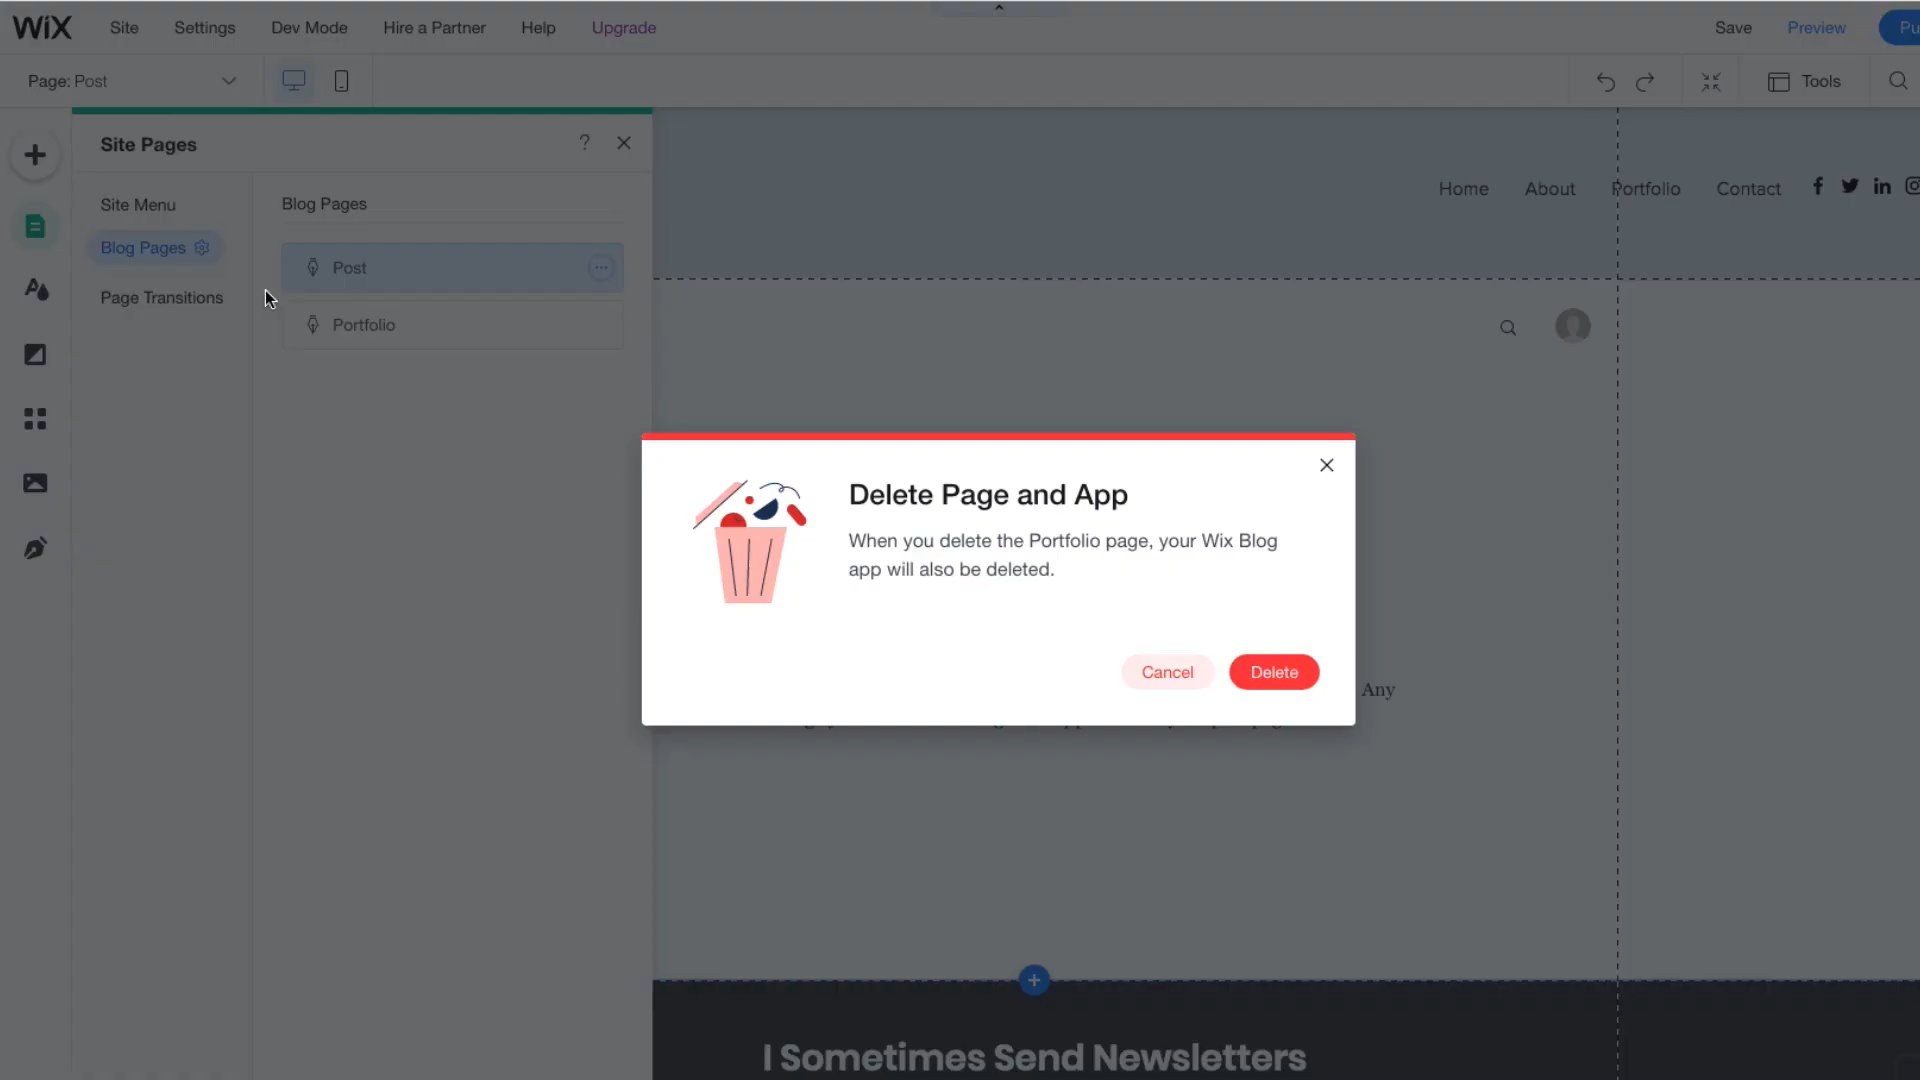 WIX Site Settings Dev Mode Hire a Partner Help Upgrade Save Preview
Page: Post Tools
Site Pages ?
Site Menu
Blog Pages
Page Transitions
Blog Pages
Post
Portfolio
Home About Portfolio Contact
Delete Page and App
When you delete the Portfolio page, your Wix Blog
app will also be deleted.
Cancel Delete
Any
I Sometimes Send Newsletters